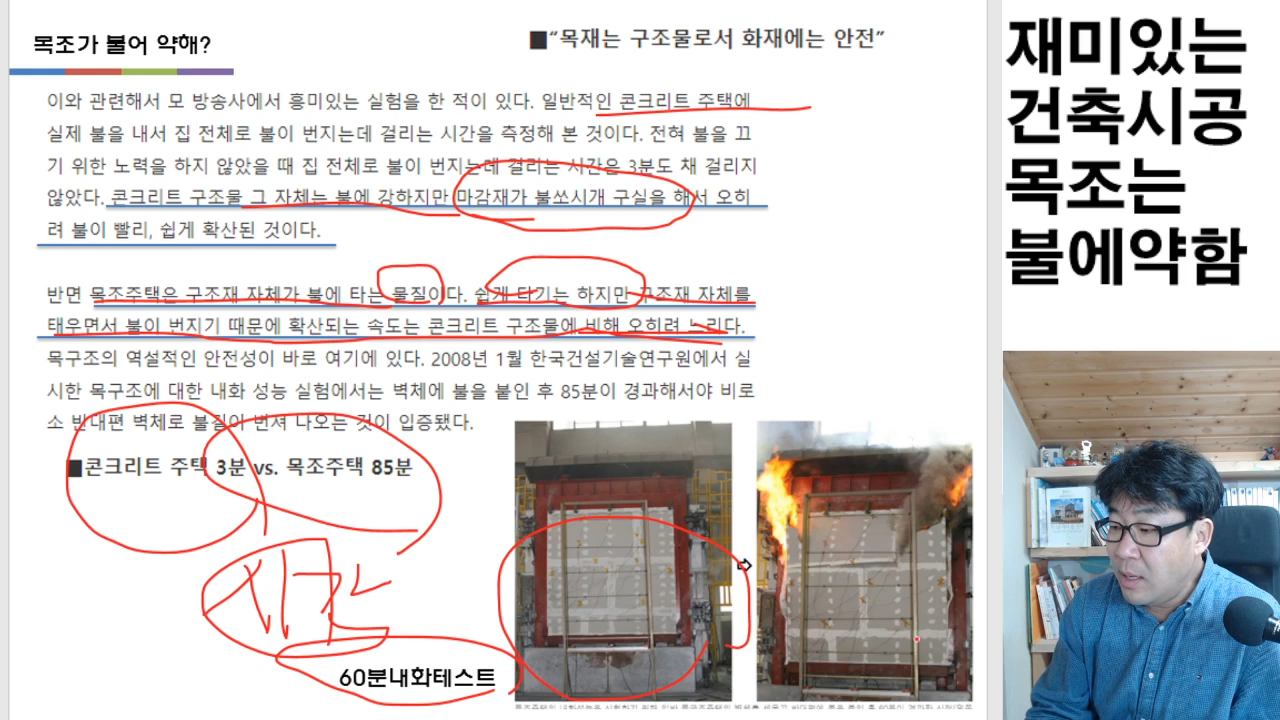 목조가 불어 약해?
■“목재는 구조물로서 화재에는 안전”
이와 관련해서 모 방송사에서 흥미있는 실험을 한 적이 있다. 일반적인 콘크리트 주택에
실제 불을 내서 집 전체로 불이 번지는데 걸리는 시간을 측정해 본 것이다. 전혀 불을 끄
기 위한 노력을 하지 않았을 때 집 전체로 불이 번지는데 걸리는 시간은 3분도 채 걸리지
않았다. 콘크리트 구조물 그 자체는 불에 강하지만 마감재가 불쏘시개 구실을 해서 오히
려 불이 빨리, 쉽게 확산된 것이다.
반면 목조주택은 구조재 자체가 불에 타는 물질이다. 쉽게 타기는 하지만 구조재 자체를
태우면서 불이 번지기 때문에 확산되는 속도는 콘크리트 구조물에 비해 오히려 느리다.
목구조의 역설적인 안전성이 바로 여기에 있다. 2008년 1월 한국건설기술연구원에서 실
시한 목구조에 대한 내화 성능 실험에서는 벽체에 불을 붙인 후 85분이 경과해서야 비로
소 반대편 벽체로 불길이 번져 나오는 것이 입증됐다.
■콘크리트 주택 3분 vs. 목조주택 85분
시간
60분내화테스트
재미있는
건축시공
목조는
불에약함